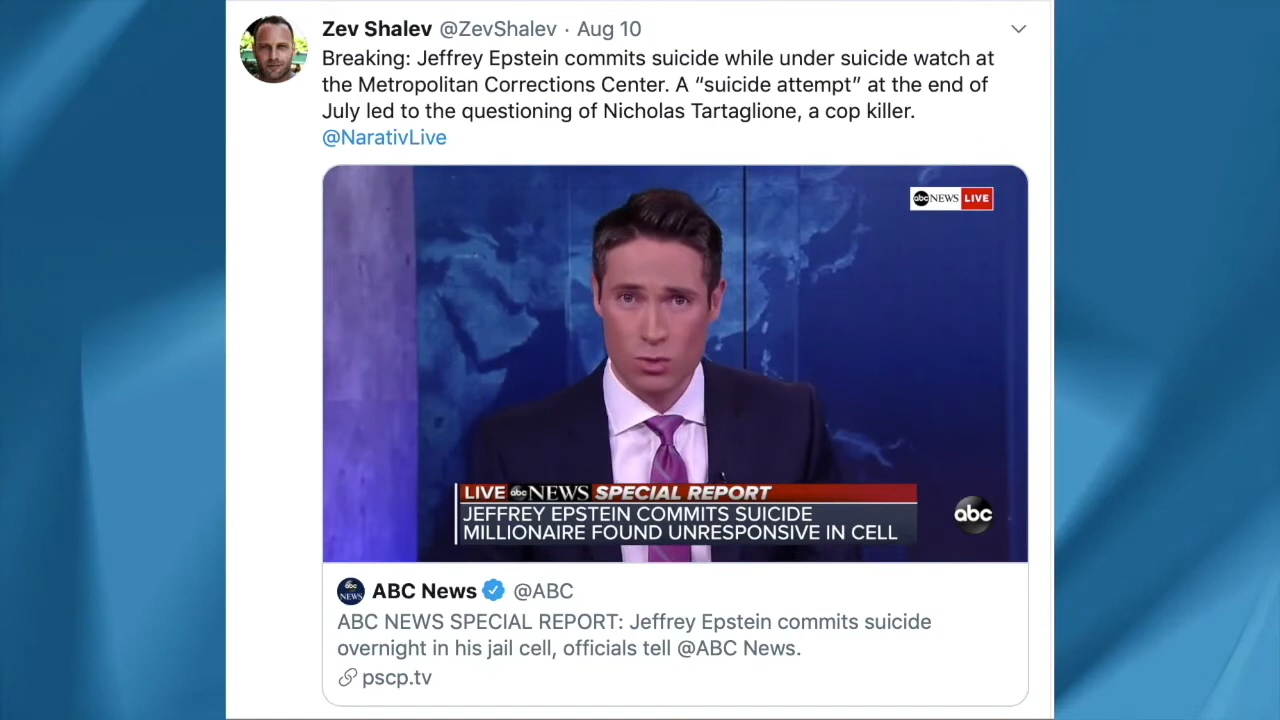 Zev Shalev @ZevShalev · Aug 10
Breaking: Jeffrey Epstein commits suicide while under suicide watch at
the Metropolitan Corrections Center. A “suicide attempt” at the end of
July led to the questioning of Nicholas Tartaglione, a cop killer.
@NarativLive
abc NEWS LIVE
LIVE abc NEWS SPECIAL REPORT
JEFFREY EPSTEIN COMMITS SUICIDE
MILLIONAIRE FOUND UNRESPONSIVE IN CELL
abc
abc NEWS
ABC News @ABC
ABC NEWS SPECIAL REPORT: Jeffrey Epstein commits suicide
overnight in his jail cell, officials tell @ABC News.
pscp.tv